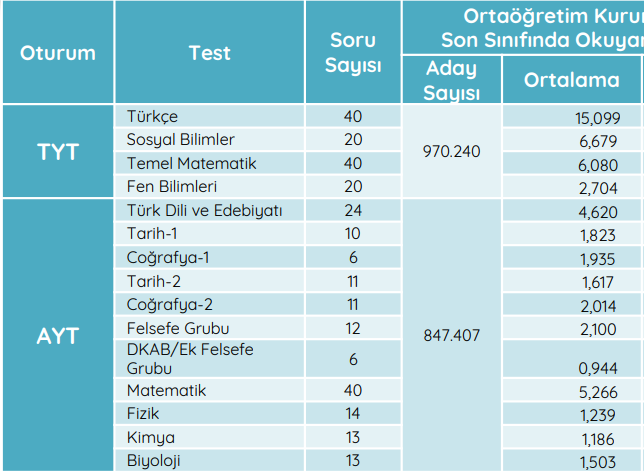 Oturum
Test
Soru
Sayısı
Ortaöğretim Kuru
Son Sınıfında Okuya
Aday
Sayısı
Ortalama
TYT
Türkçe 40 970.240 15,099
Sosyal Bilimler 20 6,679
Temel Matematik 40 6,080
Fen Bilimleri 20 2,704
AYT
Türk Dili ve Edebiyatı 24 847.407 4,620
Tarih-1 10 1,823
Coğrafya-1 6 1,935
Tarih-2 11 1,617
Coğrafya-2 11 2,014
Felsefe Grubu 12 2,100
DKAB/Ek Felsefe
Grubu 6 0,944
Matematik 40 5,266
Fizik 14 1,239
Kimya 13 1,186
Biyoloji 13 1,503